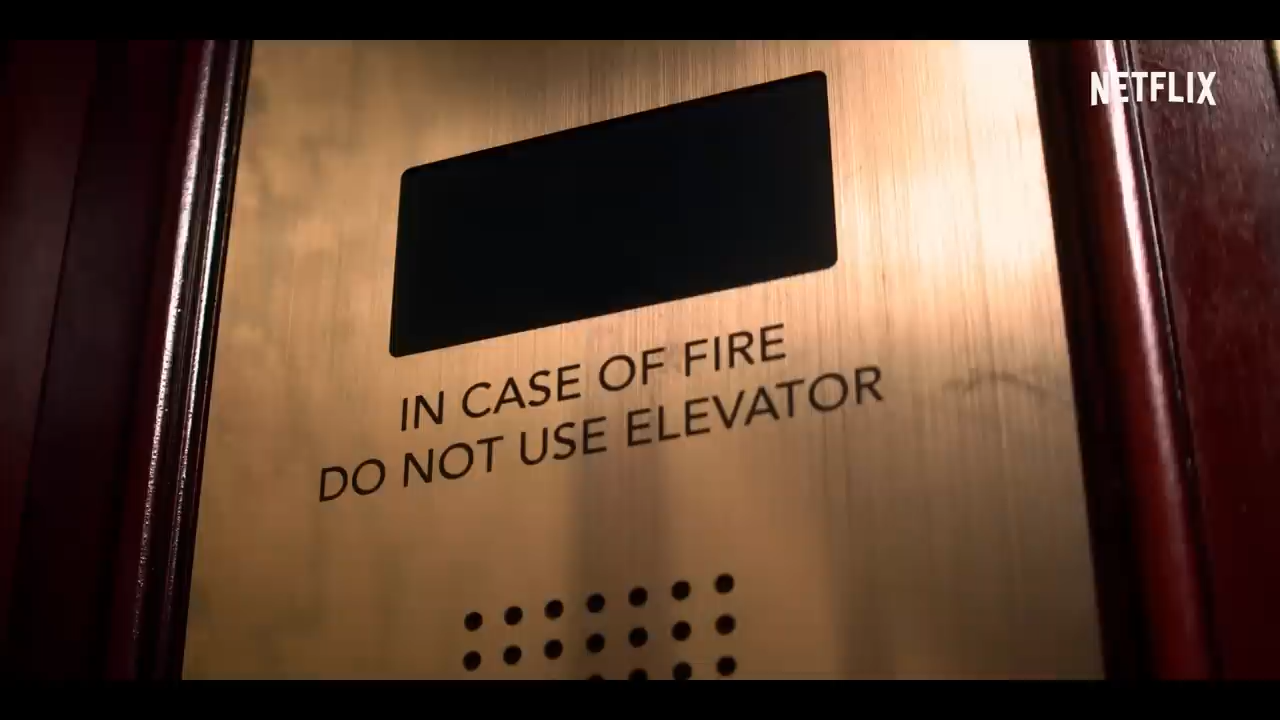 NETFLIX
IN CASE OF FIRE
DO NOT USE ELEVATOR